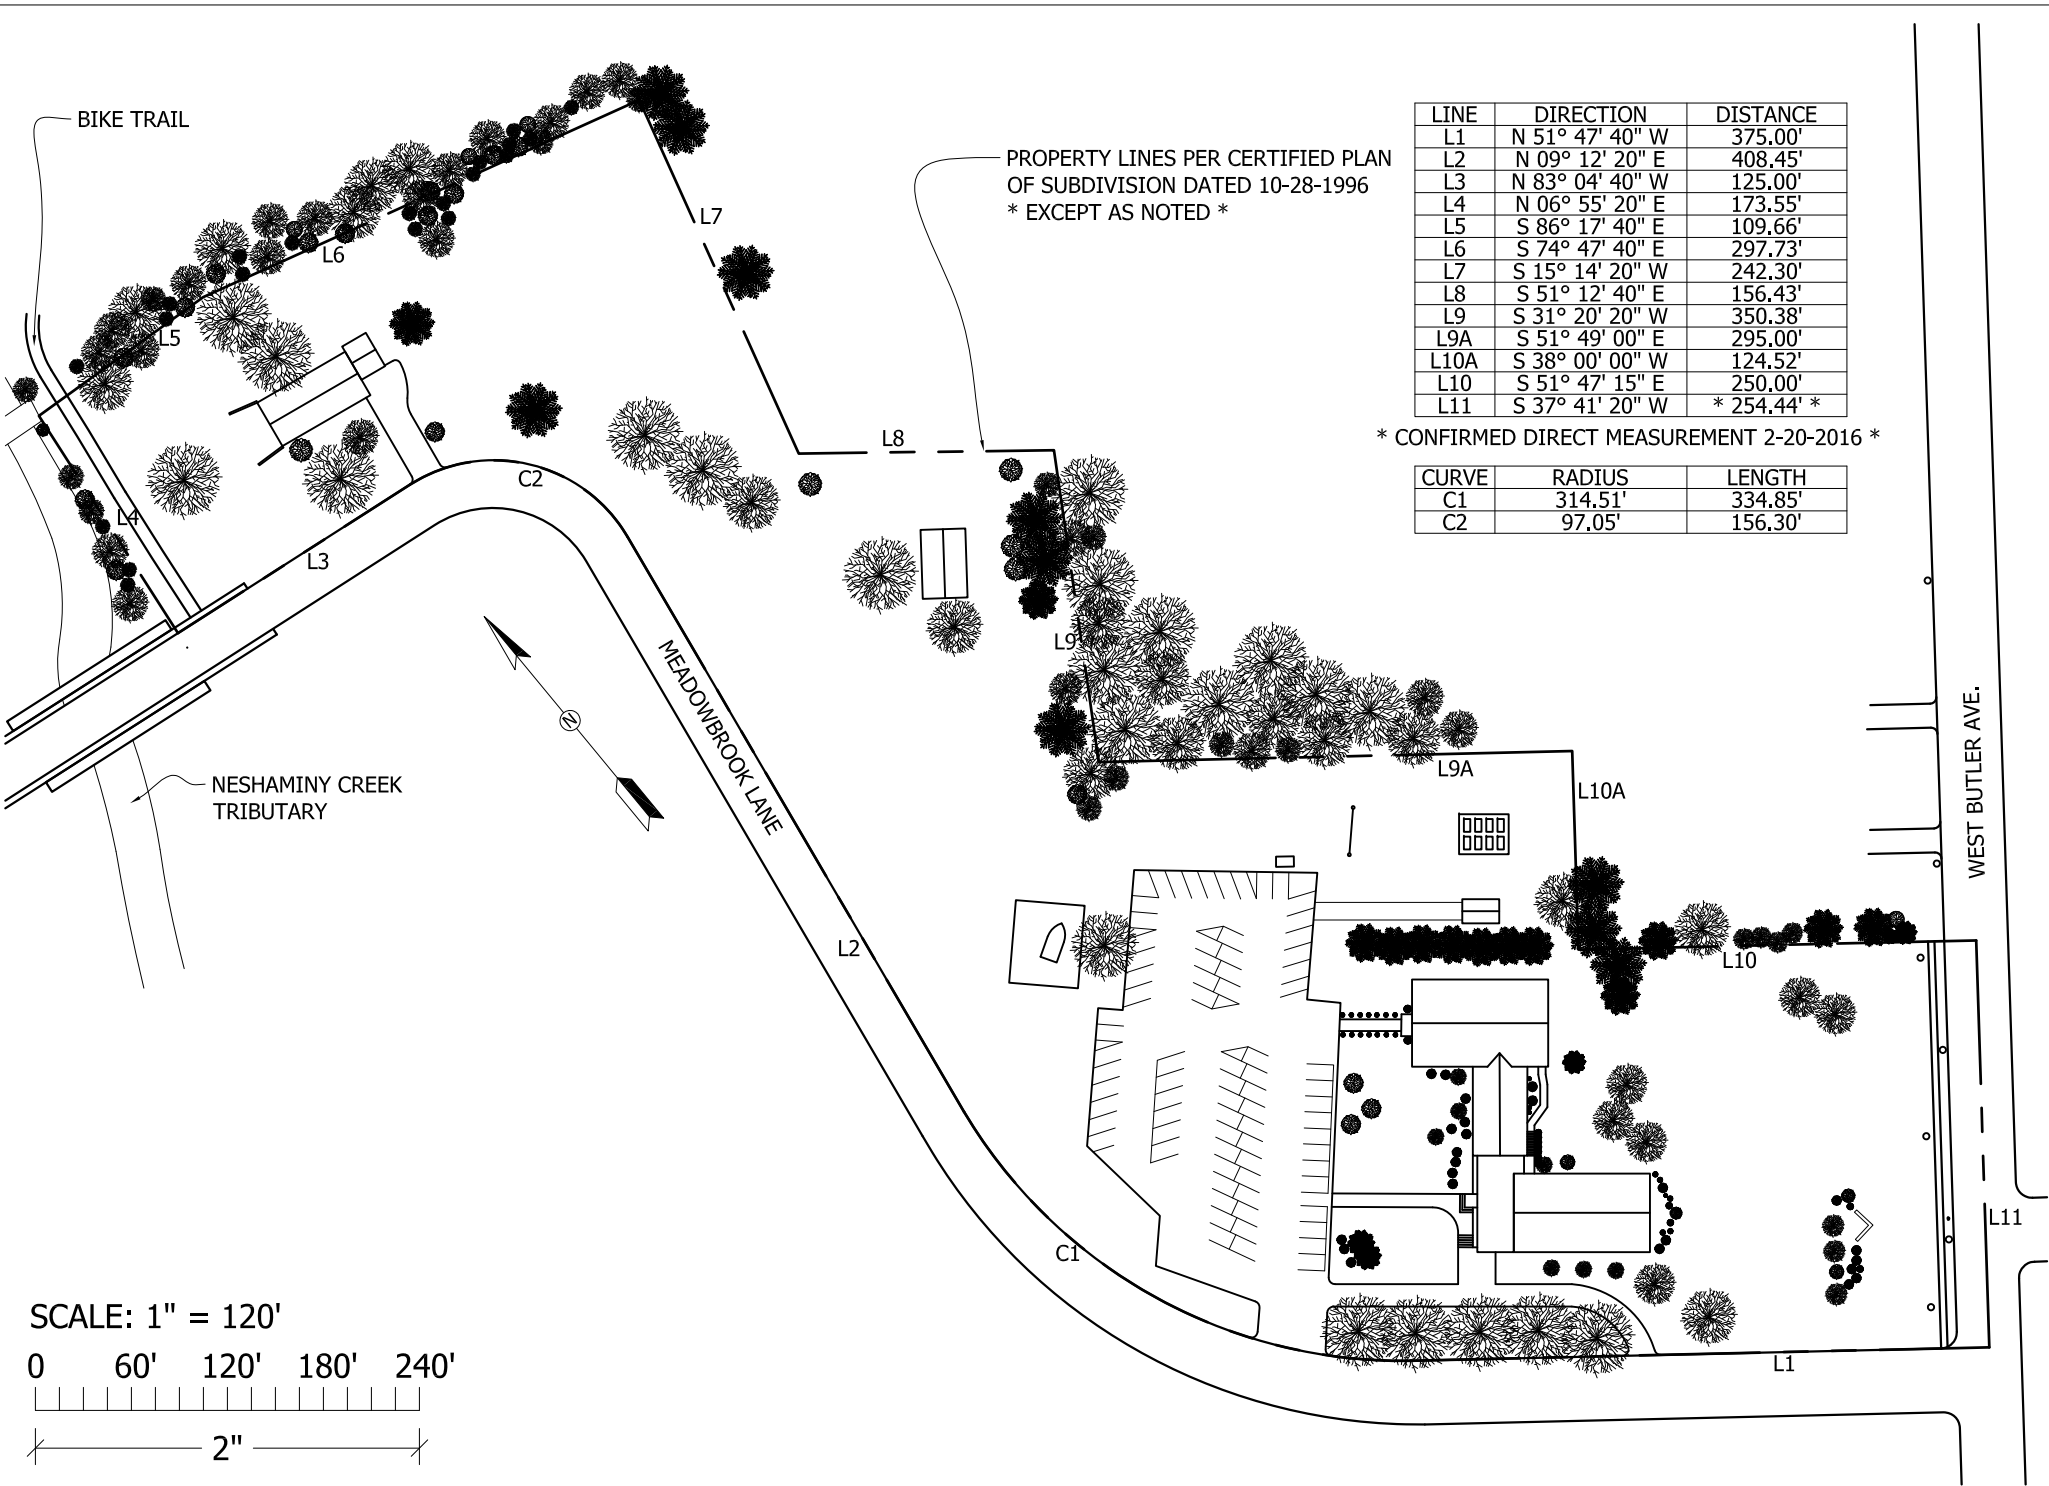 BIKE TRAIL
PROPERTY LINES PER CERTIFIED PLAN
OF SUBDIVISION DATED 10-28-1996
* EXCEPT AS NOTED *
LINE DIRECTION DISTANCE
L1 N 51° 47' 40" W 375.00'
L2 N 09° 12' 20" E 408.45'
L3 N 83° 04' 40" W 125.00'
L4 N 06° 55' 20" E 173.55'
L5 S 86° 17' 40" E 109.66'
L6 S 74° 47' 40" E 297.73'
L7 S 15° 14' 20" W 242.30'
L8 S 51° 12' 40" E 156.43'
L9 S 31° 20' 20" W 350.38'
L9A S 51° 49' 00" E 295.00'
L10A S 38° 00' 00" W 124.52'
L10 S 51° 47' 15" E 250.00'
L11 S 37° 41' 20" W * 254.44' *
* CONFIRMED DIRECT MEASUREMENT 2-20-2016 *
CURVE RADIUS LENGTH
C1 314.51' 334.85'
C2 97.05' 156.30'
L7
L6
L5
L8
C2
L4
L3
L9
N
MEADOWBROOK LANE
L9A
L10A
WEST BUTLER AVE.
NESHAMINY CREEK
TRIBUTARY
L2
L10
L11
C1
L1
SCALE: 1" = 120'
0 60' 120' 180' 240'
2"